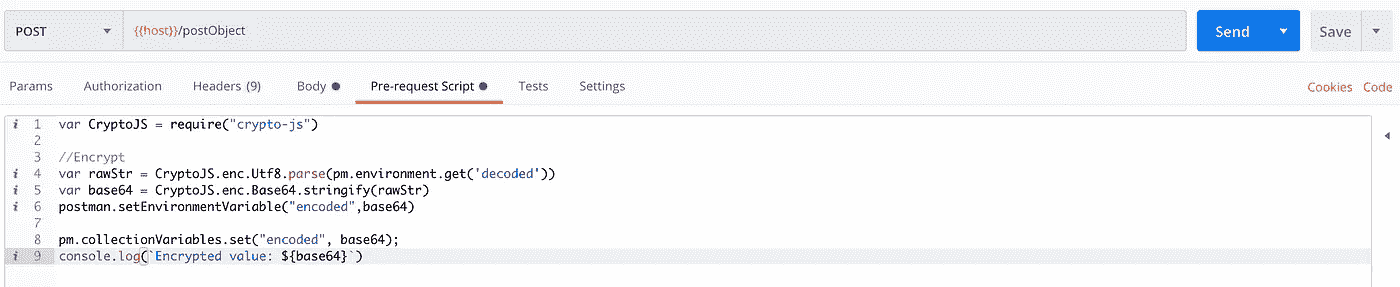 POST {{host}}/postObject Send Save
Params Authorization Headers (9) Body Pre-request Script Tests Settings Cookies Code
i 1 var CryptoJS = require("crypto-js")
2
3 //Encrypt
i 4 var rawStr = CryptoJS.enc.Utf8.parse(pm.environment.get('decoded'))
i 5 var base64 = CryptoJS.enc.Base64.stringify(rawStr)
i 6 postman.setEnvironmentVariable("encoded",base64)
7
8 pm.collectionVariables.set("encoded", base64);
i 9 console.log(`Encrypted value: ${base64}`)